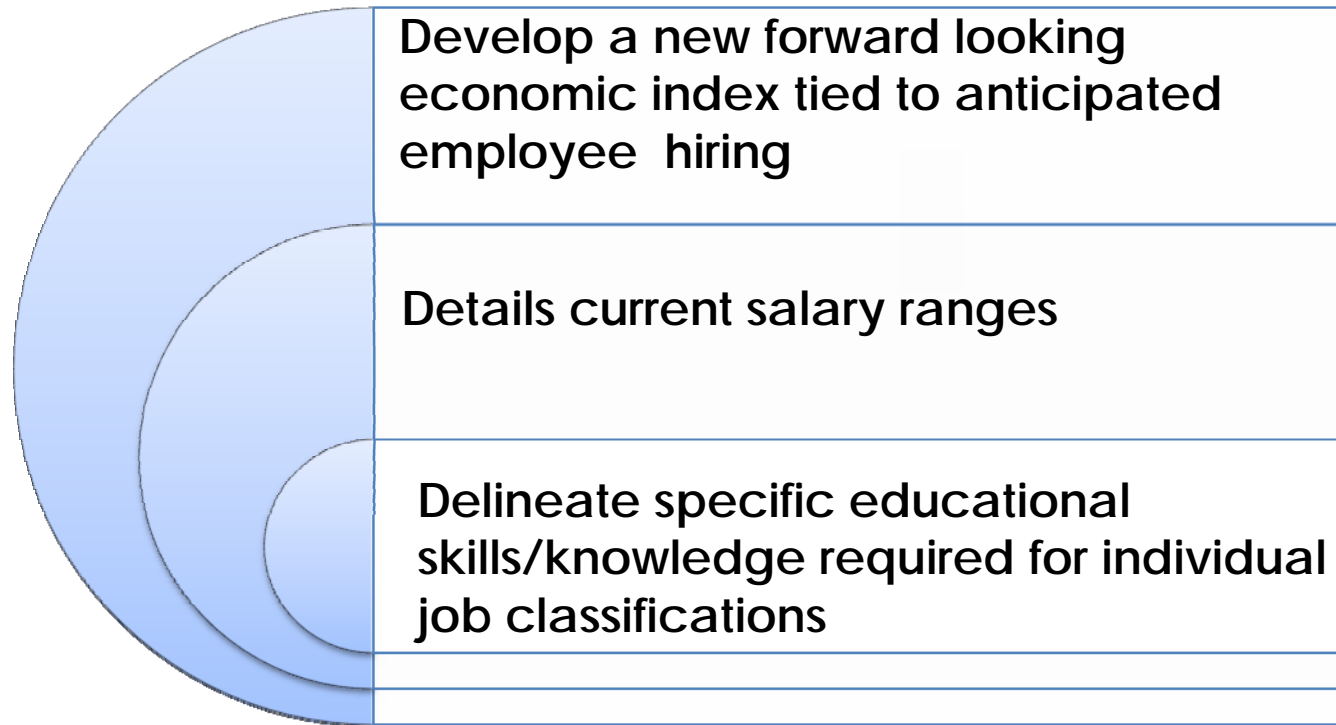 Develop a new forward looking
economic index tied to anticipated
employee hiring
Details current salary ranges
Delineate specific educational
skills/knowledge required for individual
job classifications